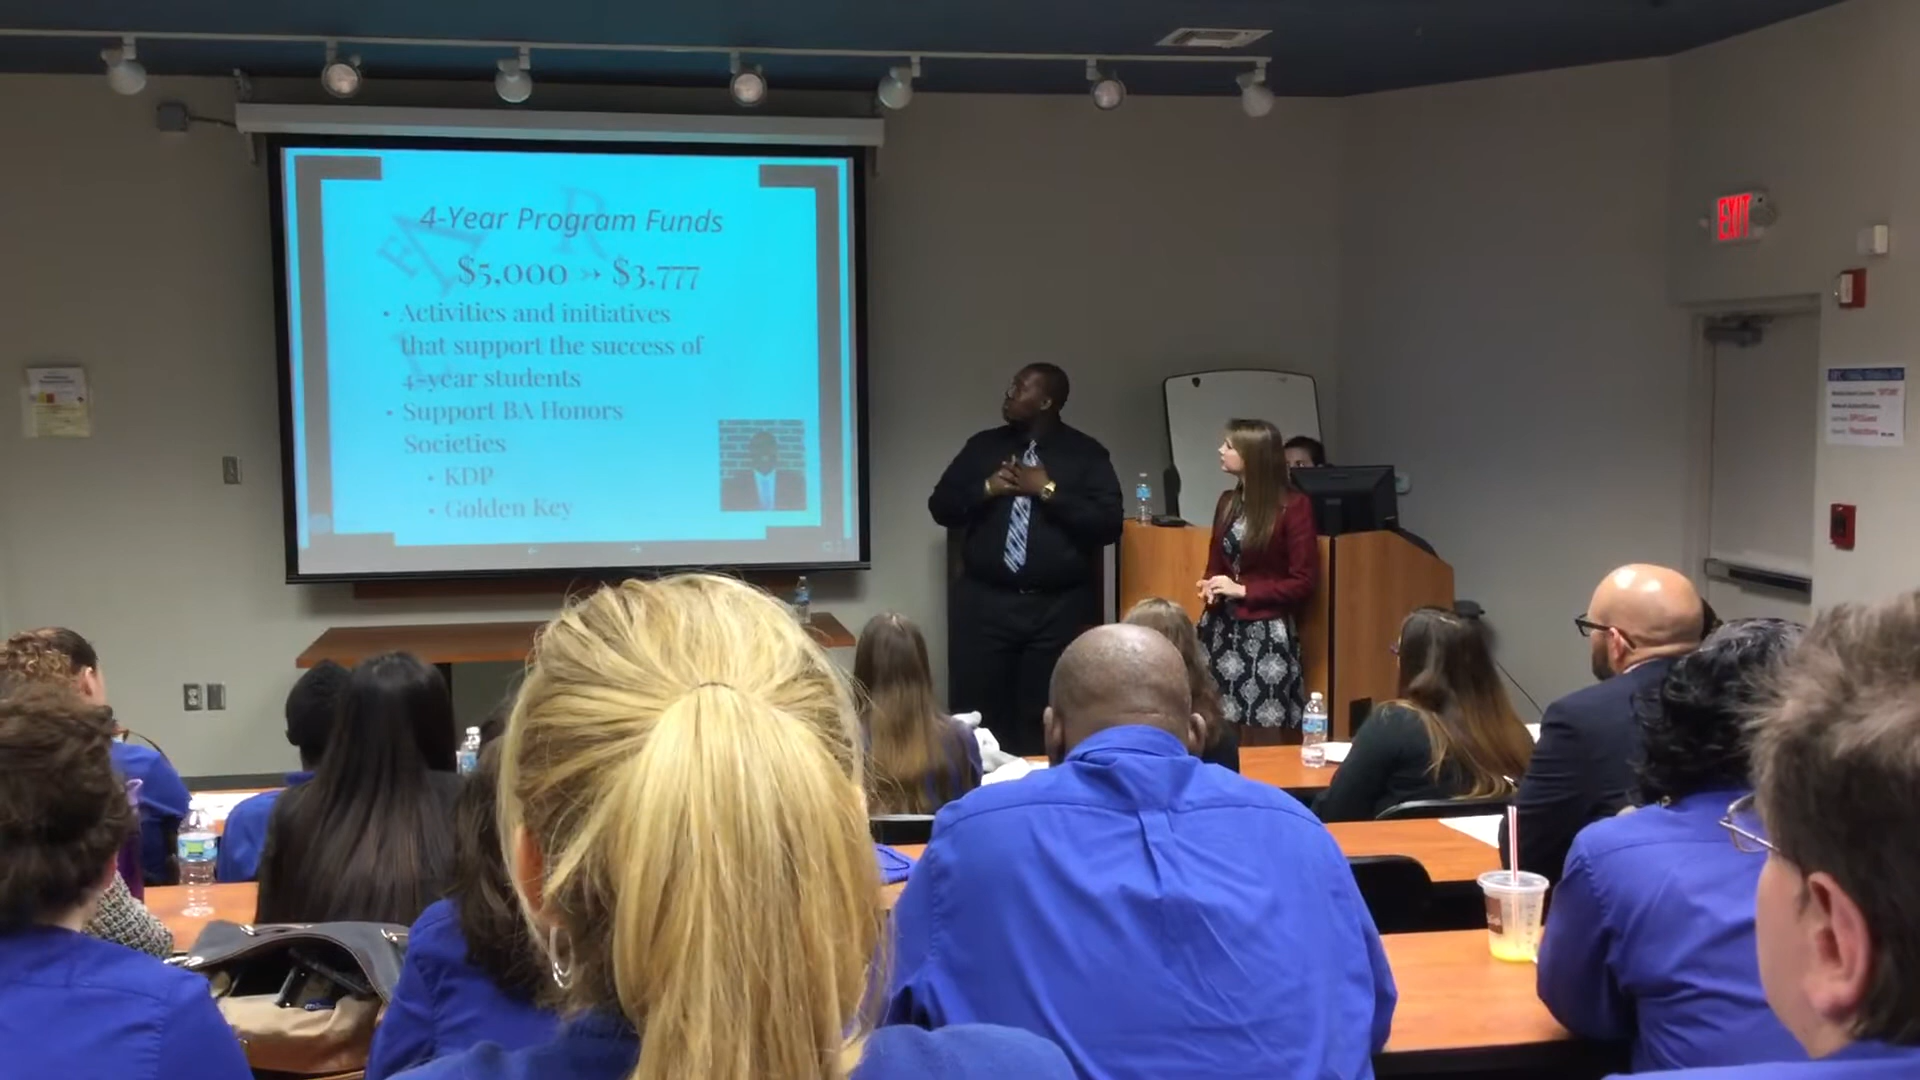 4-Year Program Funds
$5,000 ➳ $3,777
• Activities and initiatives
that support the success of
4-year students
• Support BA Honors
Societies
• KDP
• Golden Key
EXIT